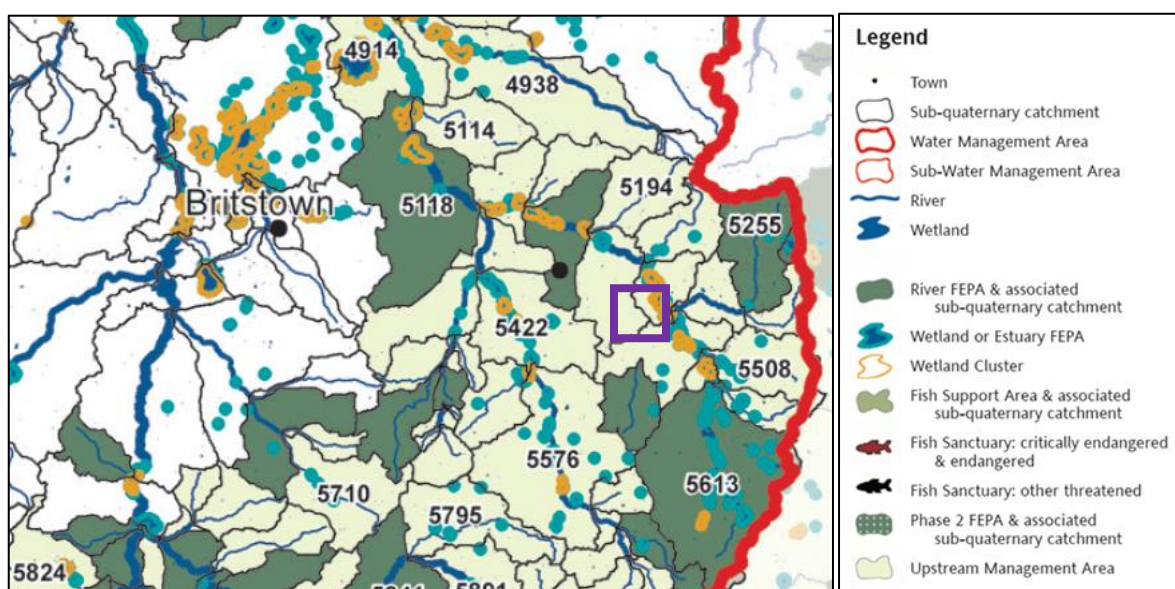 4914
4938
5114
5194
5118
Britstown
5255
5422
5508
5576
5613
5710
5795
5824
Legend
Town
Sub-quaternary catchment
Water Management Area
Sub-Water Management Area
River
Wetland
River FEPA & associated
sub-quaternary catchment
Wetland or Estuary FEPA
Wetland Cluster
Fish Support Area & associated
sub-quaternary catchment
Fish Sanctuary: critically endangered
& endangered
Fish Sanctuary: other threatened
Phase 2 FEPA & associated
sub-quaternary catchment
Upstream Management Area